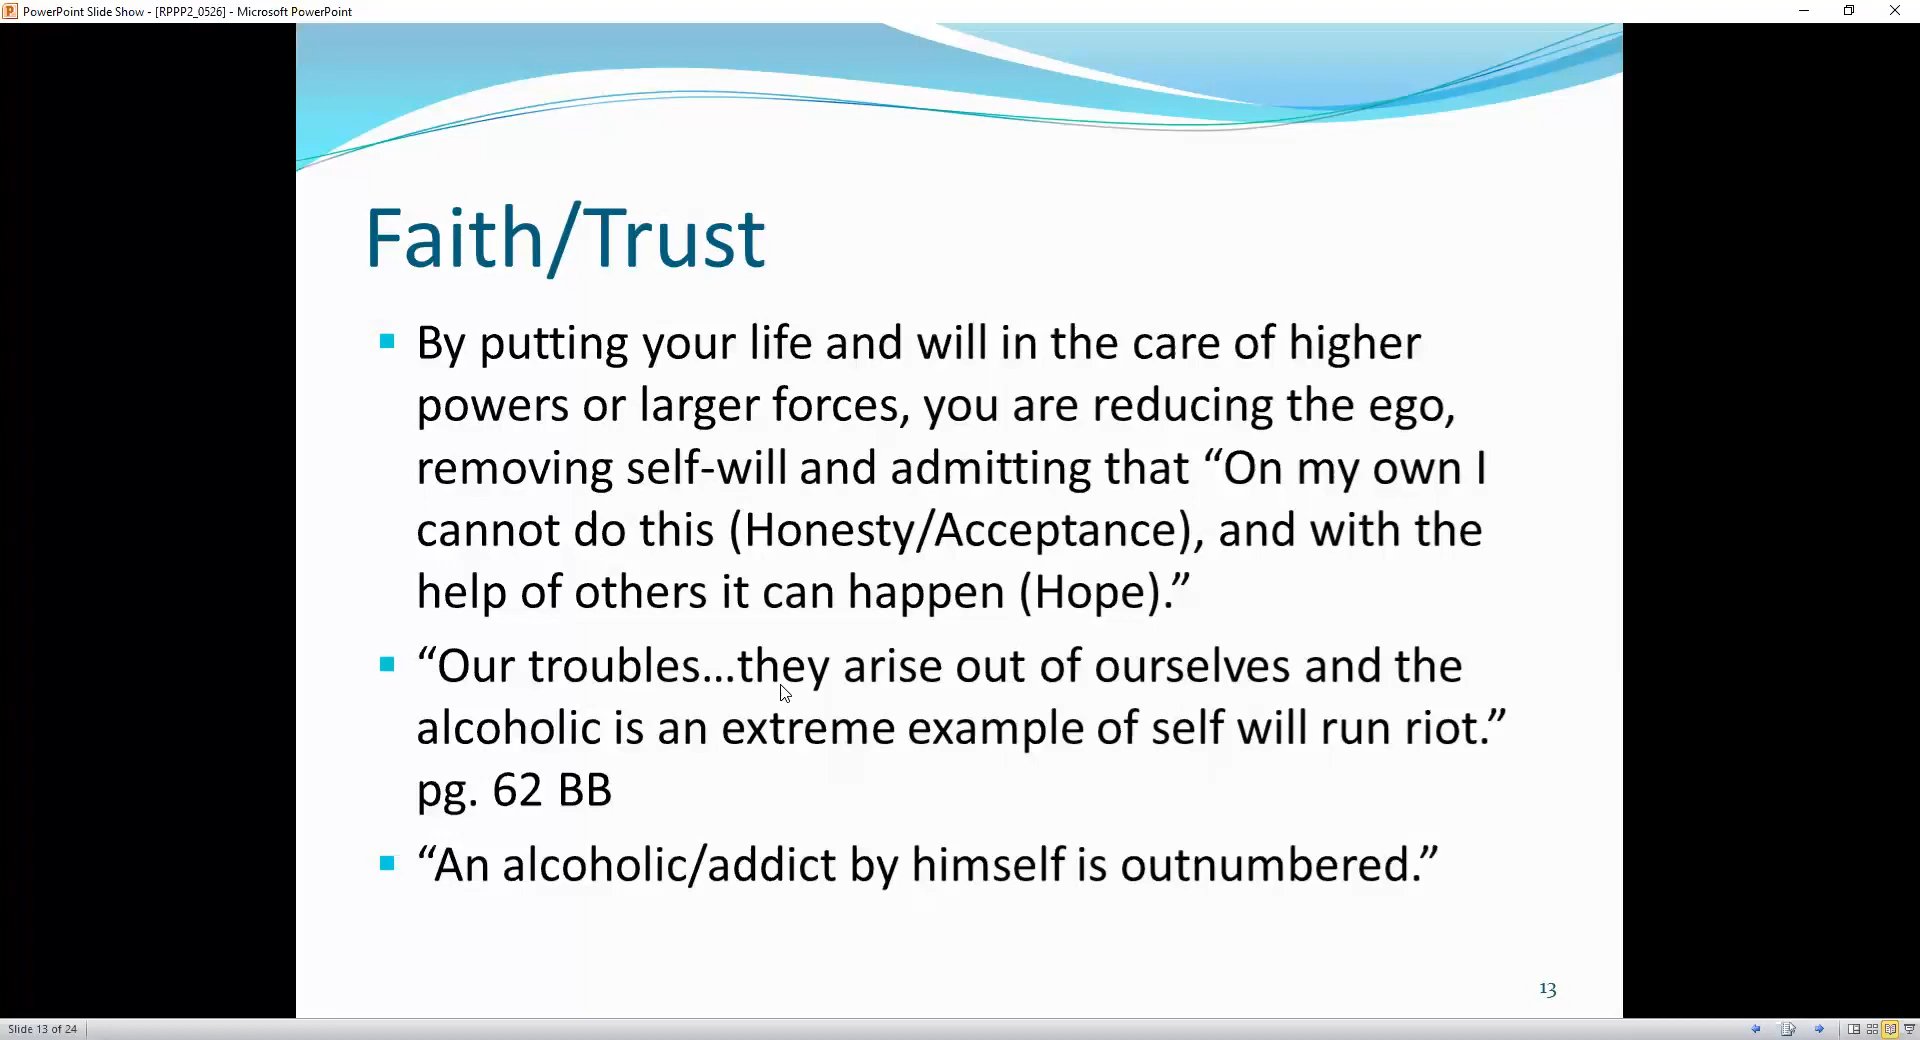 PowerPoint Slide Show - [RPPP2_0526] - Microsoft PowerPoint
Faith/Trust
By putting your life and will in the care of higher
powers or larger forces, you are reducing the ego,
removing self-will and admitting that “On my own I
cannot do this (Honesty/Acceptance), and with the
help of others it can happen (Hope).”
“Our troubles...they arise out of ourselves and the
alcoholic is an extreme example of self will run riot.”
pg. 62 BB
“An alcoholic/addict by himself is outnumbered.”
13
Slide 13 of 24